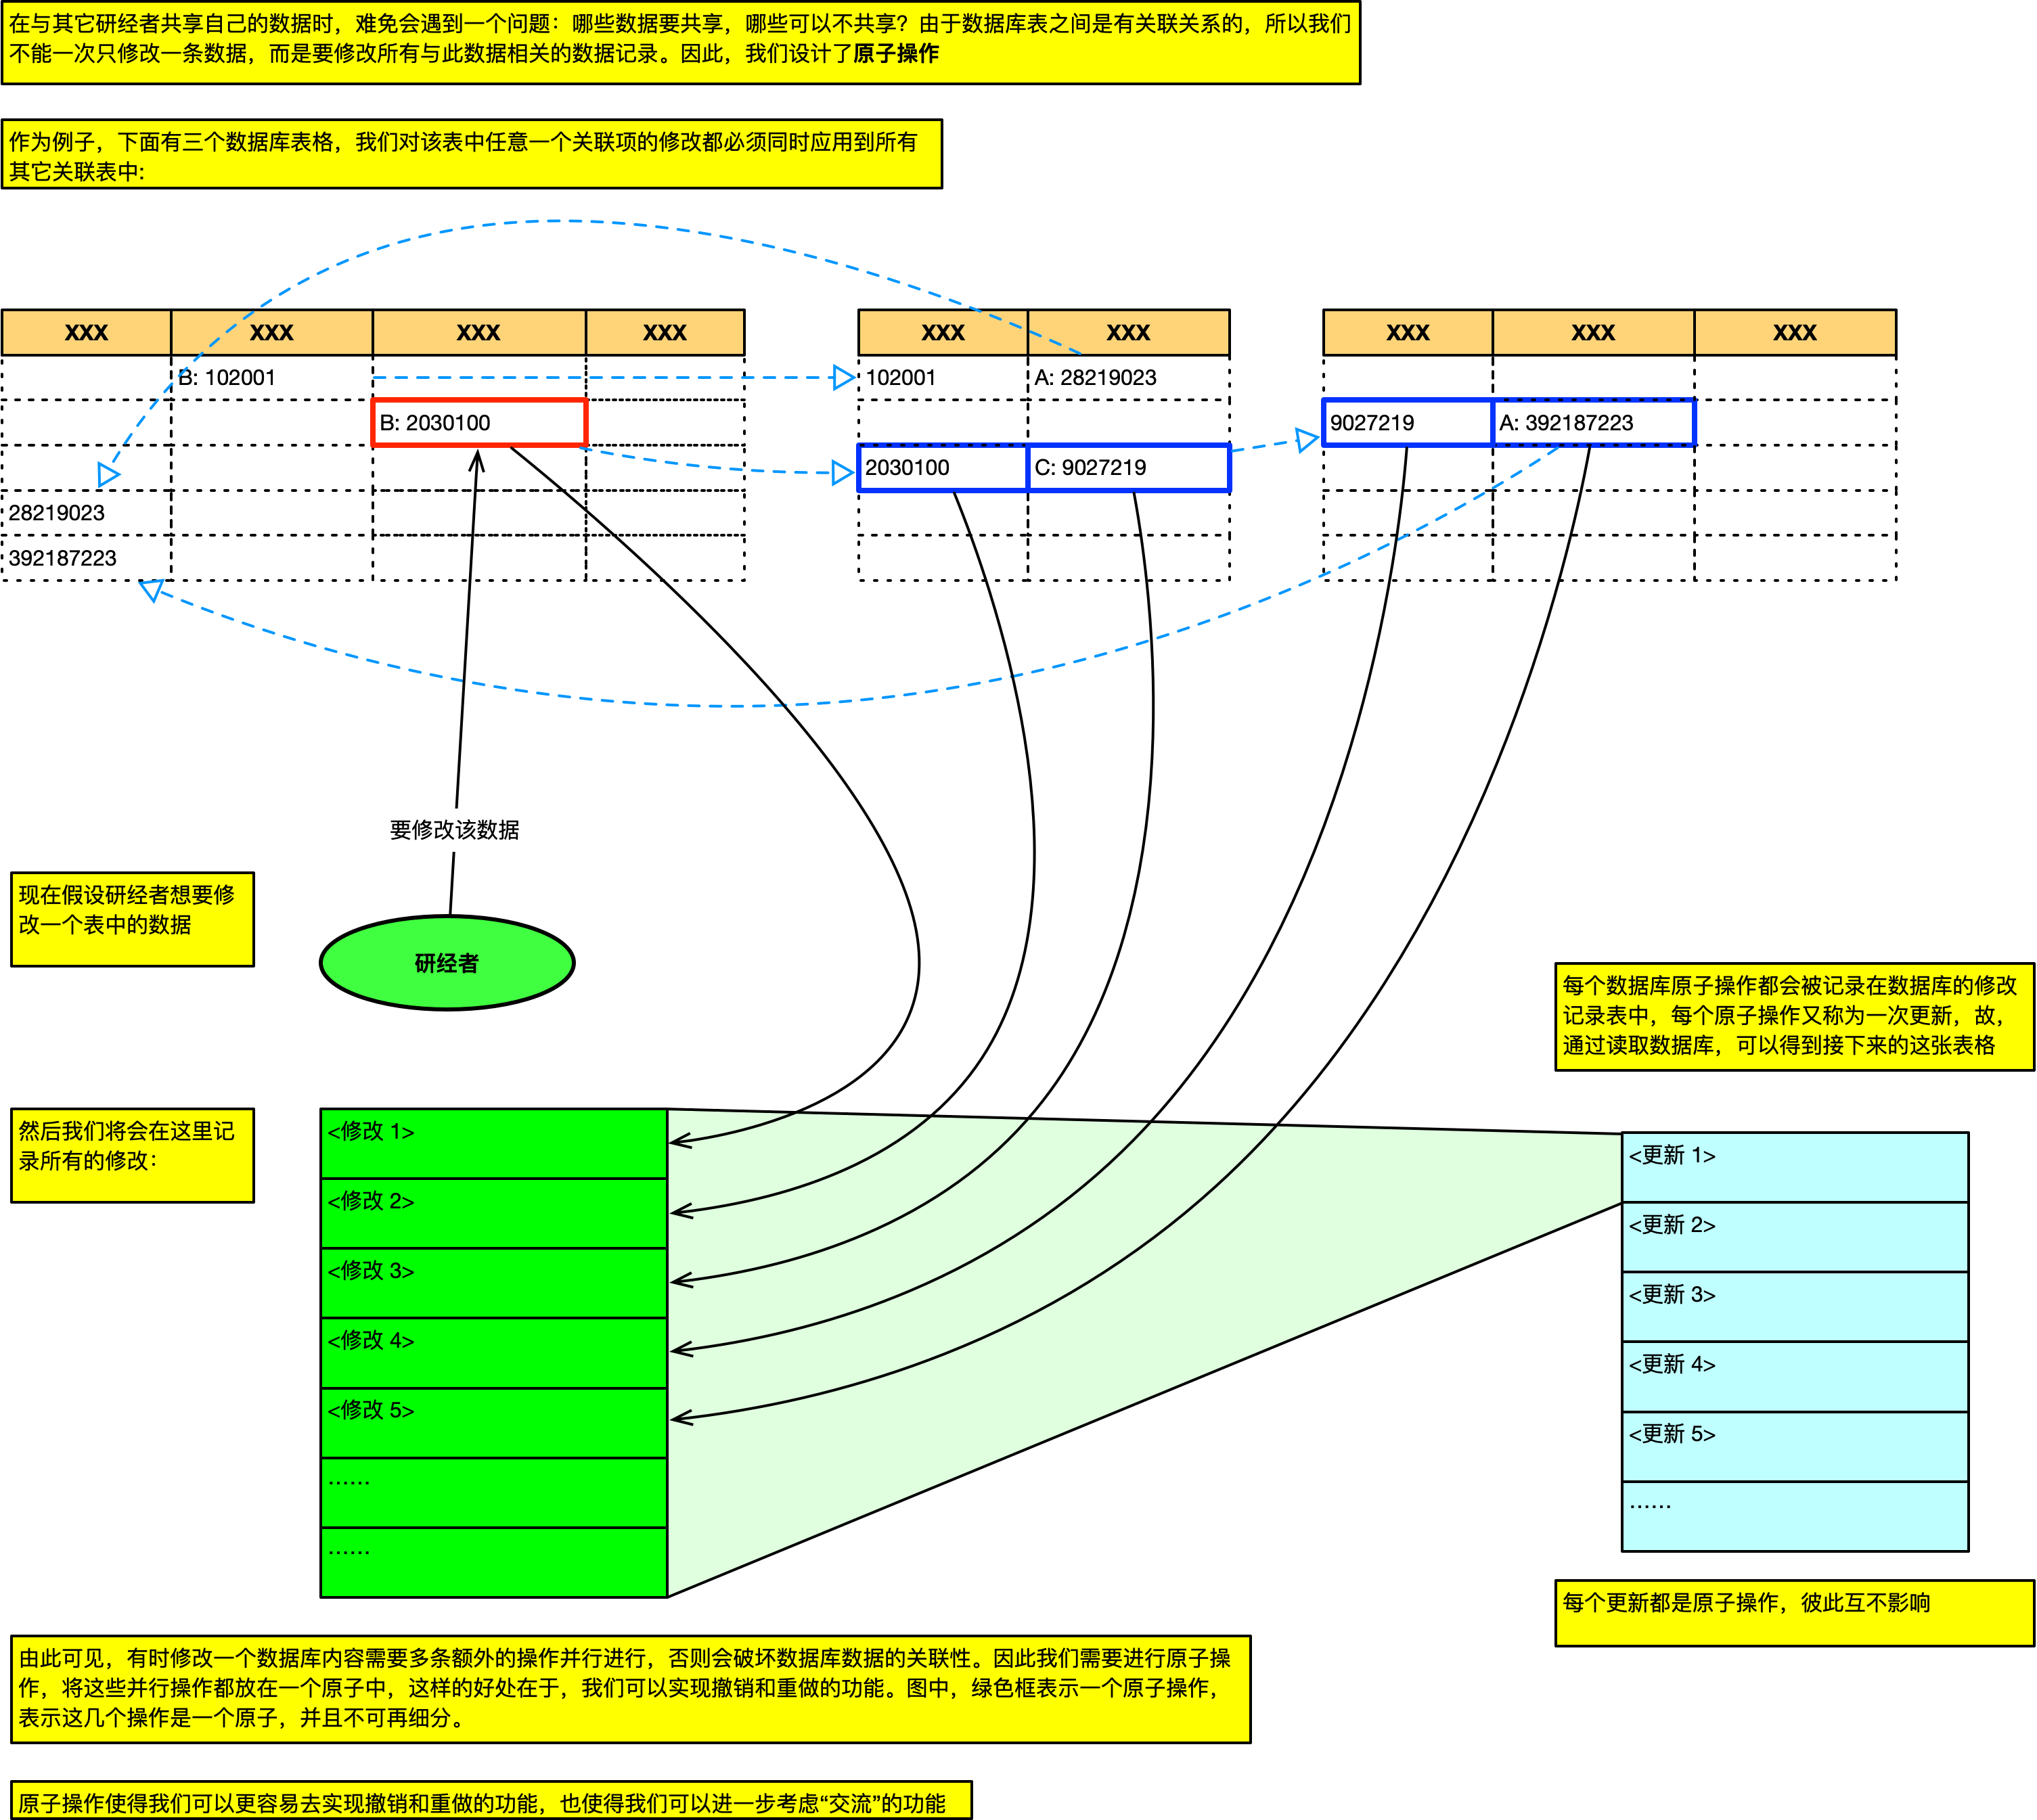 在与其它研经者共享自己的数据时，难免会遇到一个问题：哪些数据要共享，哪些可以不共享？由于数据库表之间是有关联关系的，所以我们
不能一次只修改一条数据，而是要修改所有与此数据相关的数据记录。因此，我们设计了原子操作
作为例子，下面有三个数据库表格，我们对该表中任意一个关联项的修改都必须同时应用到所有
其它关联表中:
XXX XXX XXX XXX
B: 102001
B: 2030100
28219023
392187223
XXX XXX
102001 A: 28219023
2030100 C: 9027219
XXX XXX XXX
9027219 A: 392187223
要修改该数据
现在假设研经者想要修
改一个表中的数据
研经者
每个数据库原子操作都会被记录在数据库的修改
记录表中，每个原子操作又称为一次更新，故，
通过读取数据库，可以得到接下来的这张表格
然后我们将会在这里记
录所有的修改：
<修改 1>
<修改 2>
<修改 3>
<修改 4>
<修改 5>
……
……
<更新 1>
<更新 2>
<更新 3>
<更新 4>
<更新 5>
……
每个更新都是原子操作，彼此互不影响
由此可见，有时修改一个数据库内容需要多条额外的操作并行进行，否则会破坏数据库数据的关联性。因此我们需要进行原子操
作，将这些并行操作都放在一个原子中，这样的好处在于，我们可以实现撤销和重做的功能。图中，绿色框表示一个原子操作，
表示这几个操作是一个原子，并且不可再细分。
原子操作使得我们可以更容易去实现撤销和重做的功能，也使得我们可以进一步考虑“交流”的功能